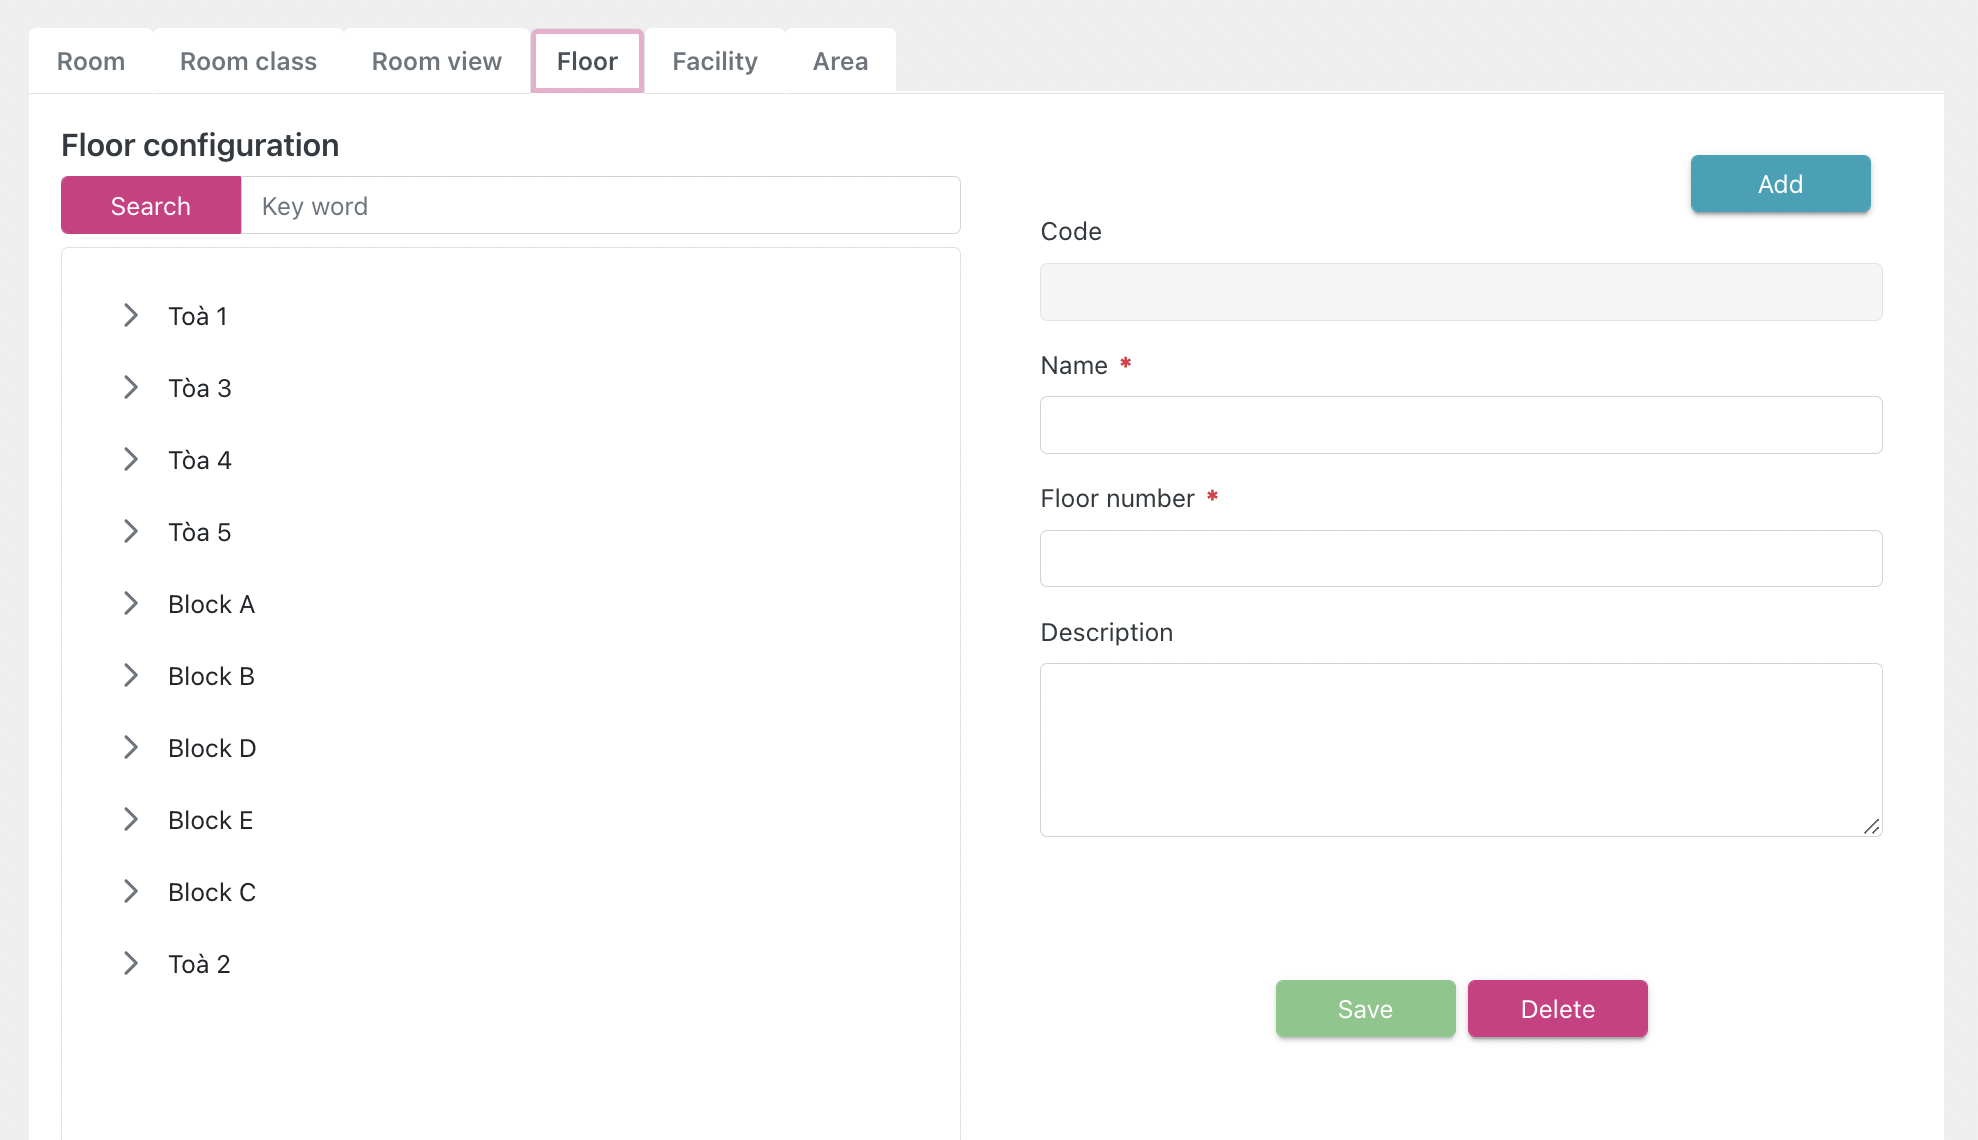 Room Room class Room view Floor Facility Area
Floor configuration
Search Key word
Toà 1
Tòa 3
Tòa 4
Tòa 5
Block A
Block B
Block D
Block E
Block C
Toà 2
Add
Code
Name *
Floor number *
Description
Save Delete